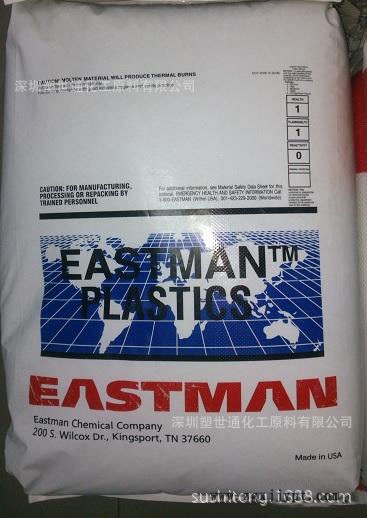 CAUTION: MOLTEN MATERIAL WILL PRODUCE THERMAL BURNS
深圳塑世通化工原料有限公司
HEALTH
1
FLAMMABILITY
1
REACTIVITY
0
CAUTION: FOR MANUFACTURING,
PROCESSING OR REPACKING BY
TRAINED PERSONNEL
For additional information, see Material Safety Data Sheet for this
material. EMERGENCY HEALTH AND SAFETY INFORMATION Call
1-800-EASTMAN (Within USA), 001-423-229-2000 (Worldwide)
EASTMAN™
PLASTICS
EASTMAN
Eastman Chemical Company
200 S. Wilcox Dr., Kingsport, TN 37660
深圳塑世通化工原料有限公司
Made in USA